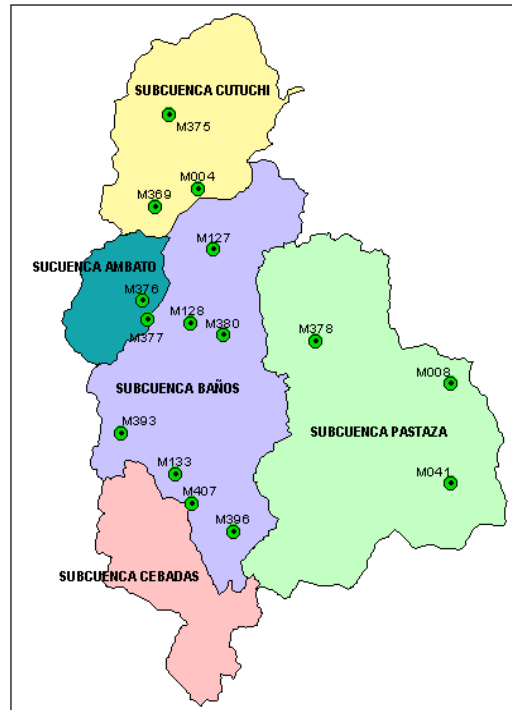 SUBCUENCA CUTUCHI
M375
M004
M369
M127
SUCUENCA AMBATO
M376
M128
M377
M380
M378
M008
SUBCUENCA BAÑOS
M393
SUBCUENCA PASTAZA
M133
M041
M407
M396
SUBCUENCA CEBADAS